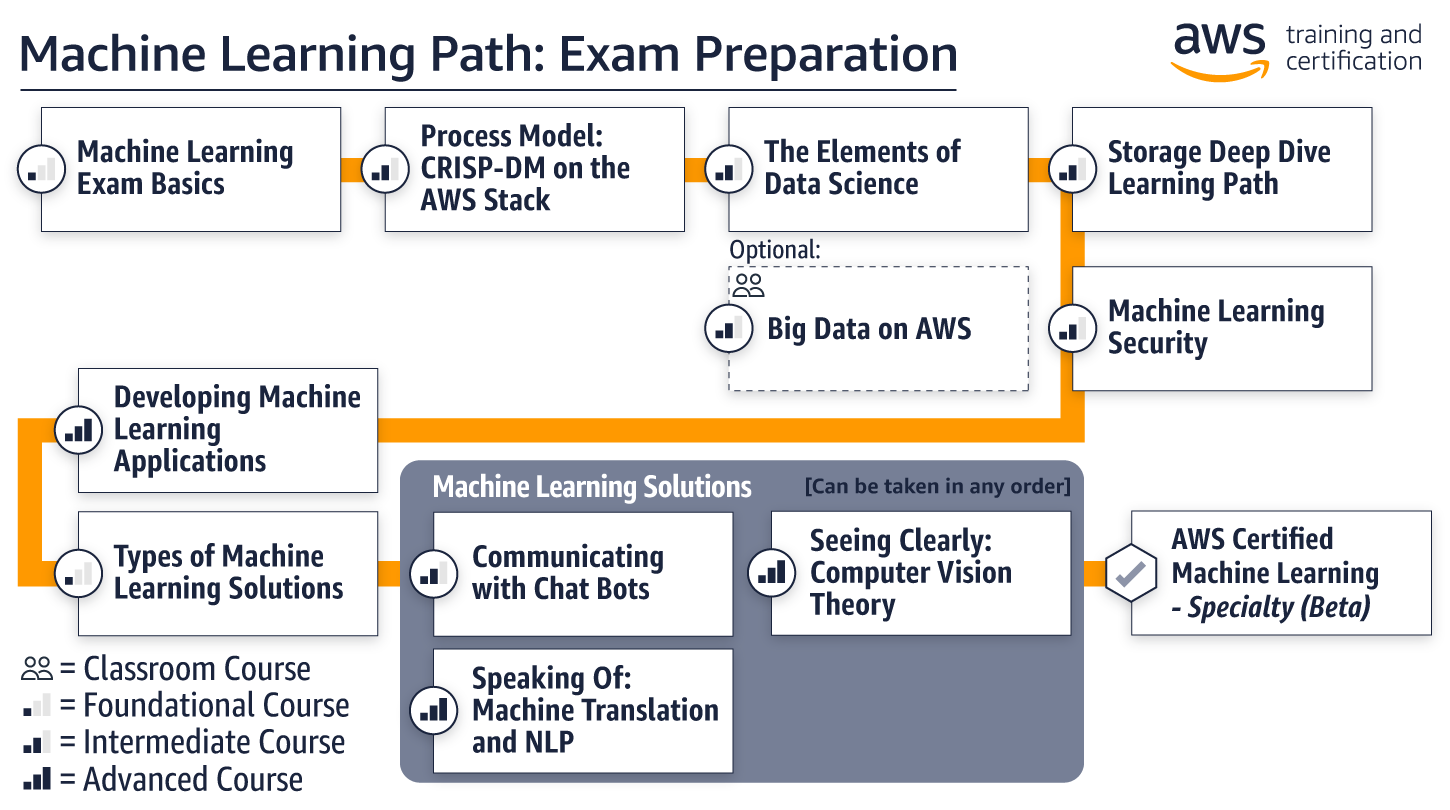 Machine Learning Path: Exam Preparation
aws training and
certification
Machine Learning
Exam Basics
Process Model:
CRISP-DM on the
AWS Stack
The Elements of
Data Science
Storage Deep Dive
Learning Path
Optional:
Big Data on AWS
Machine Learning
Security
Developing Machine
Learning
Applications
Types of Machine
Learning Solutions
Machine Learning Solutions
[Can be taken in any order]
Communicating
with Chat Bots
Seeing Clearly:
Computer Vision
Theory
Speaking Of:
Machine Translation
and NLP
AWS Certified
Machine Learning
- Specialty (Beta)
= Classroom Course
= Foundational Course
= Intermediate Course
= Advanced Course